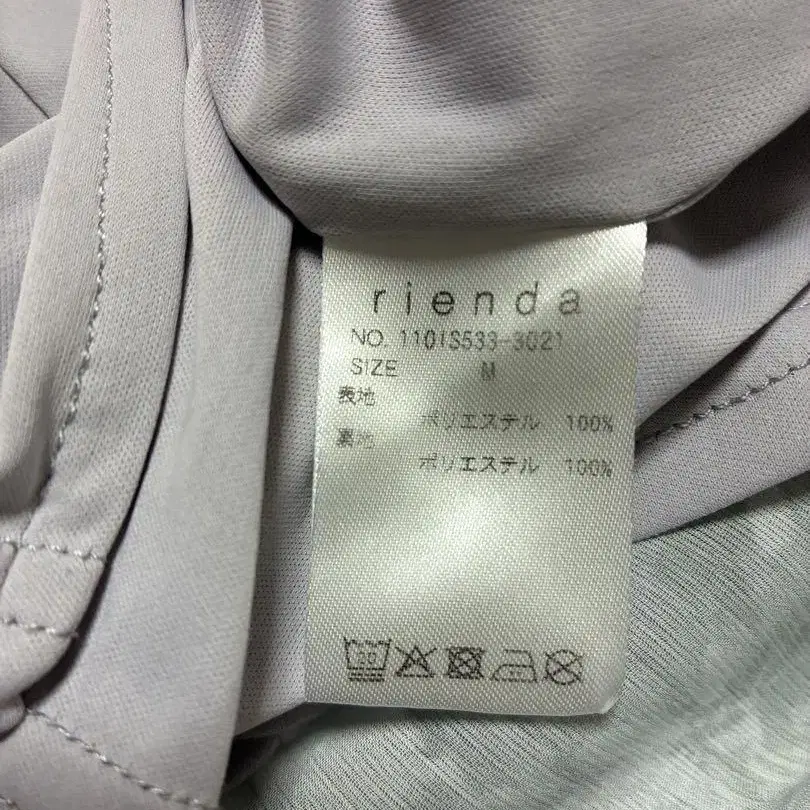 rienda
NO. 110IS533-3021
SIZE M
表地
ポリエステル 100%
裏地
ポリエステル 100%